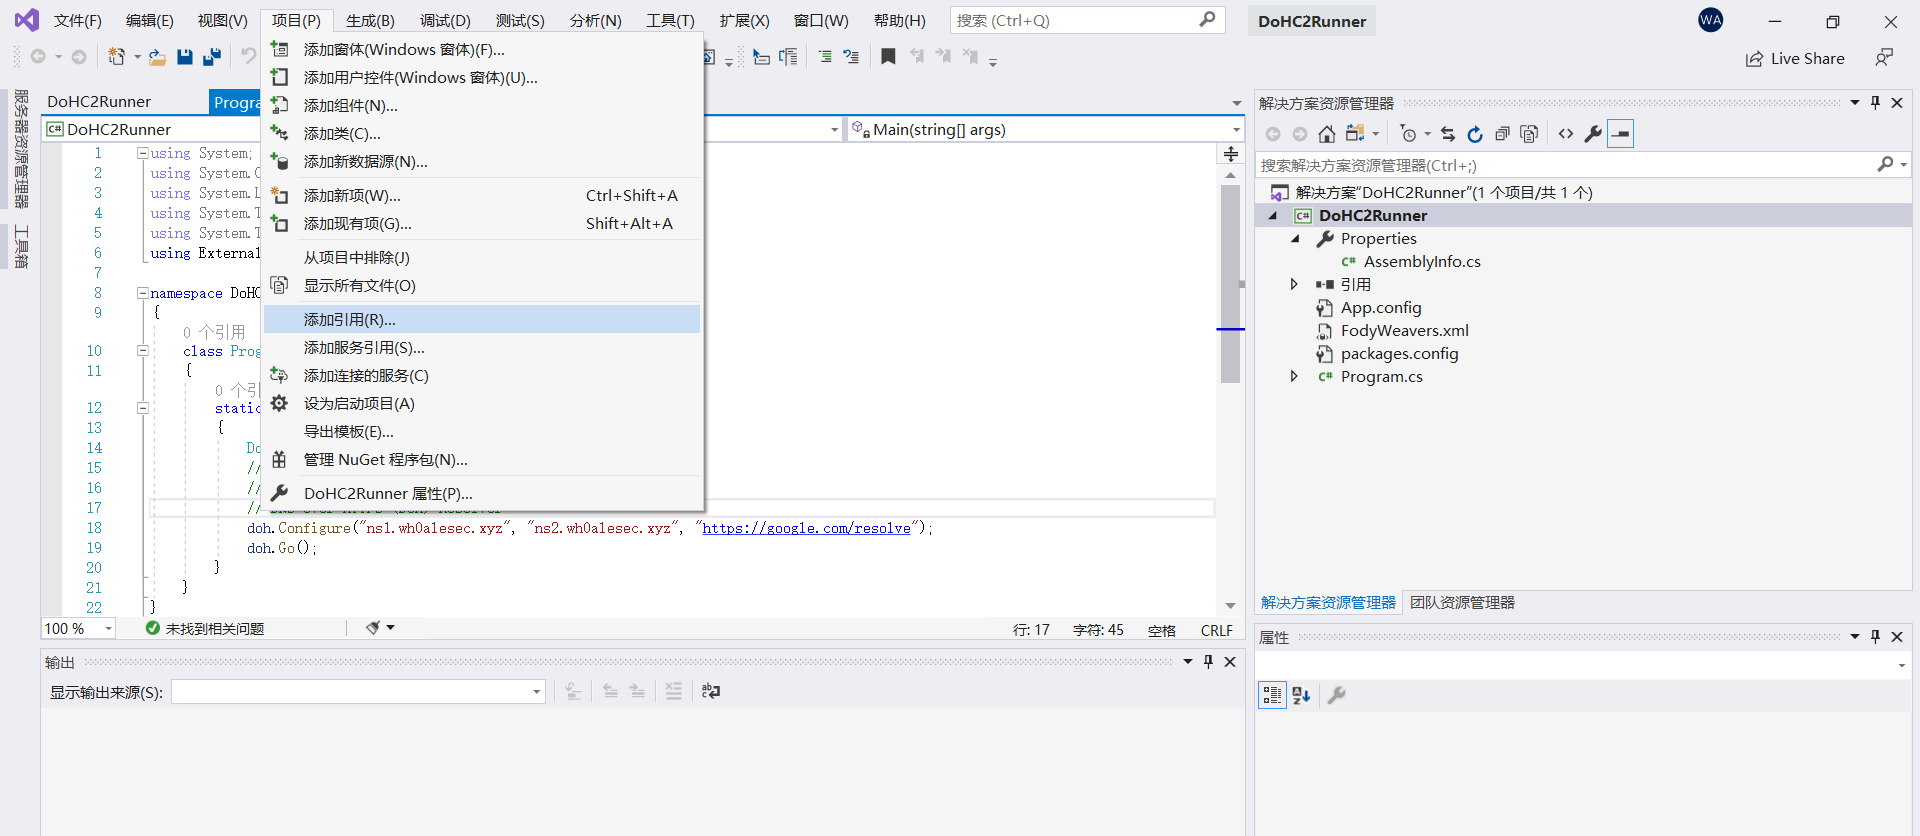 文件(F) 编辑(E) 视图(V) 项目(P) 生成(B) 调试(D) 测试(S) 分析(N) 工具(T) 扩展(X) 窗口(W) 帮助(H) 搜索 (Ctrl+Q) DoHC2Runner WA
Live Share
服务器资源管理器
工具箱
添加窗体(Windows 窗体)(F)...
添加用户控件(Windows 窗体)(U)...
添加组件(N)...
添加类(C)...
添加新数据源(N)...
添加新项(W)... Ctrl+Shift+A
添加现有项(G)... Shift+Alt+A
从项目中排除(J)
显示所有文件(O)
添加引用(R)...
添加服务引用(S)...
添加连接的服务(C)
设为启动项目(A)
导出模板(E)...
管理 NuGet 程序包(N)...
DoHC2Runner 属性(P)...
DoHC2Runner Progra
C# DoHC2Runner Main(string[] args)
1 using System;
2 using System.
3 using System.
4 using System.T
5 using System.T
6 using External
7
8 namespace DoHC
9 {
0 个引用
10 class Prog
11 {
0 个引
12 static
13 {
14 Do
15 //
16 //
17 //
18 doh.Configure("ns1.wh0alesec.xyz", "ns2.wh0alesec.xyz", "https://google.com/resolve");
19 doh.Go();
20 }
21 }
22 }
100 % 未找到相关问题 行: 17 字符: 45 空格 CRLF
输出
显示输出来源(S):
解决方案资源管理器
搜索解决方案资源管理器(Ctrl+;)
解决方案"DoHC2Runner"(1 个项目/共 1 个)
C# DoHC2Runner
Properties
C# AssemblyInfo.cs
引用
App.config
FodyWeavers.xml
packages.config
C# Program.cs
解决方案资源管理器 团队资源管理器
属性